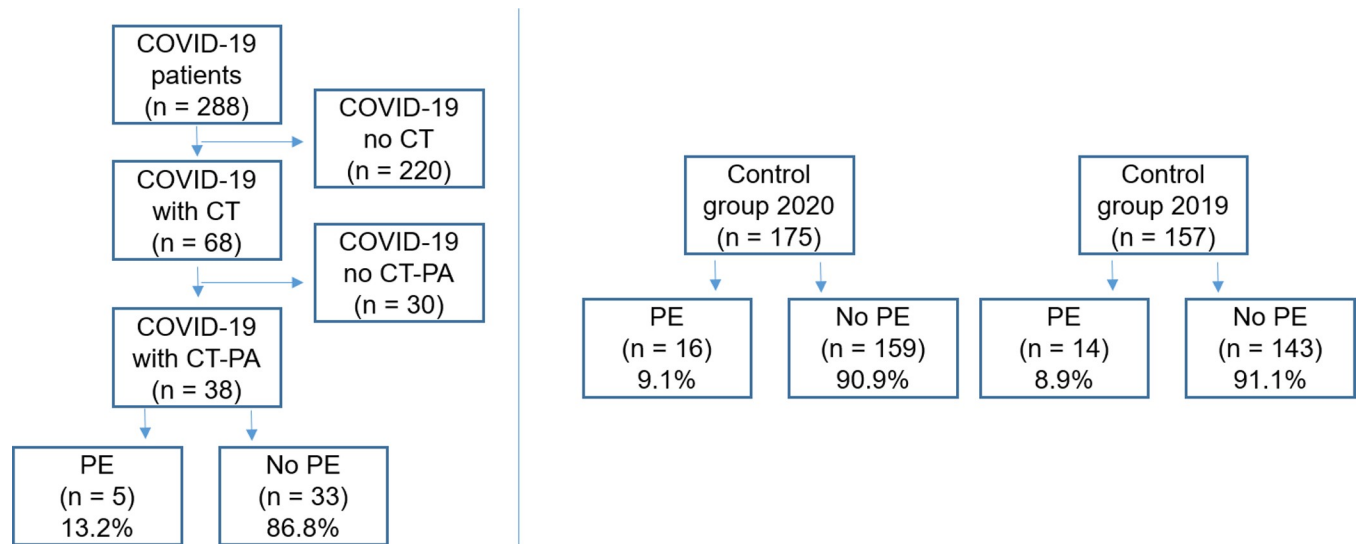 COVID-19
patients
(n = 288)
COVID-19
no CT
(n = 220)
COVID-19
with CT
(n = 68)
COVID-19
no CT-PA
(n = 30)
COVID-19
with CT-PA
(n = 38)
PE
(n = 5)
13.2%
No PE
(n = 33)
86.8%
Control
group 2020
(n = 175)
PE
(n = 16)
9.1%
No PE
(n = 159)
90.9%
Control
group 2019
(n = 157)
PE
(n = 14)
8.9%
No PE
(n = 143)
91.1%